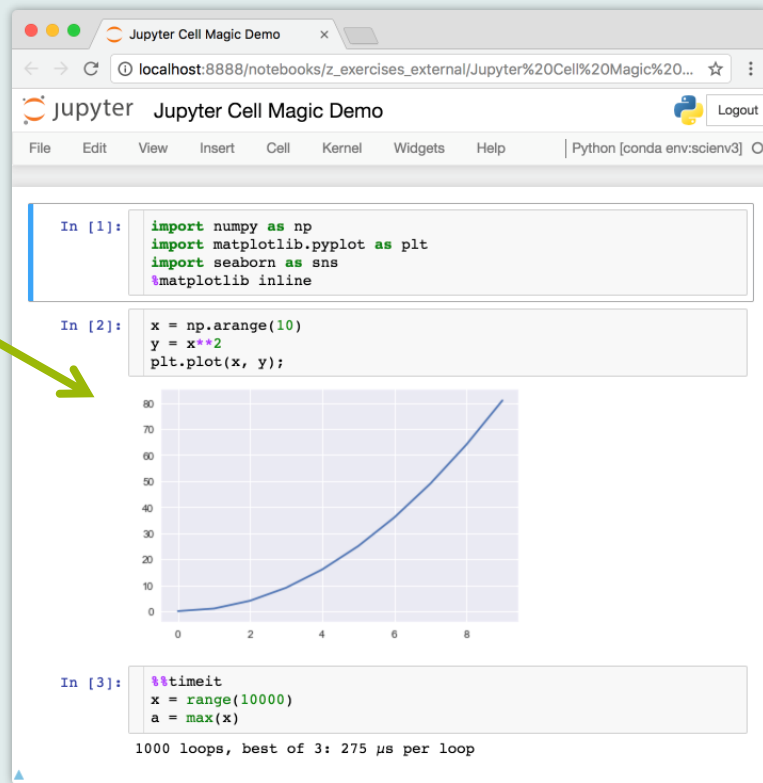 Jupyter Cell Magic Demo ×
localhost:8888/notebooks/z_exercises_external/Jupyter%20Cell%20Magic%20...
jupyter Jupyter Cell Magic Demo Logout
File Edit View Insert Cell Kernel Widgets Help Python [conda env:scienv3]
In [1]: import numpy as np
import matplotlib.pyplot as plt
import seaborn as sns
%matplotlib inline
In [2]: x = np.arange(10)
y = x**2
plt.plot(x, y);
80
70
60
50
40
30
20
10
0
0 2 4 6 8
In [3]: %%timeit
x = range(10000)
a = max(x)
1000 loops, best of 3: 275 µs per loop